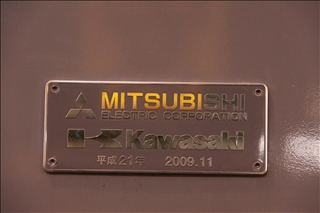 MITSUBISHI
ELECTRIC CORPORATION
Kawasaki
平成21年 2009.11